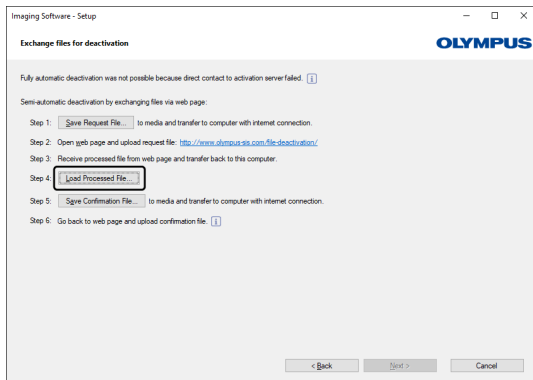 Imaging Software - Setup
Exchange files for deactivation
OLYMPUS
Fully automatic deactivation was not possible because direct contact to activation server failed. i
Semi-automatic deactivation by exchanging files via web page:
Step 1: Save Request File... to media and transfer to computer with internet connection.
Step 2: Open web page and upload request file: http://www.olympus-sis.com/file-deactivation/
Step 3: Receive processed file from web page and transfer back to this computer.
Step 4: Load Processed File...
Step 5: Save Confirmation File... to media and transfer to computer with internet connection.
Step 6: Go back to web page and upload confirmation file. i
< Back Next > Cancel